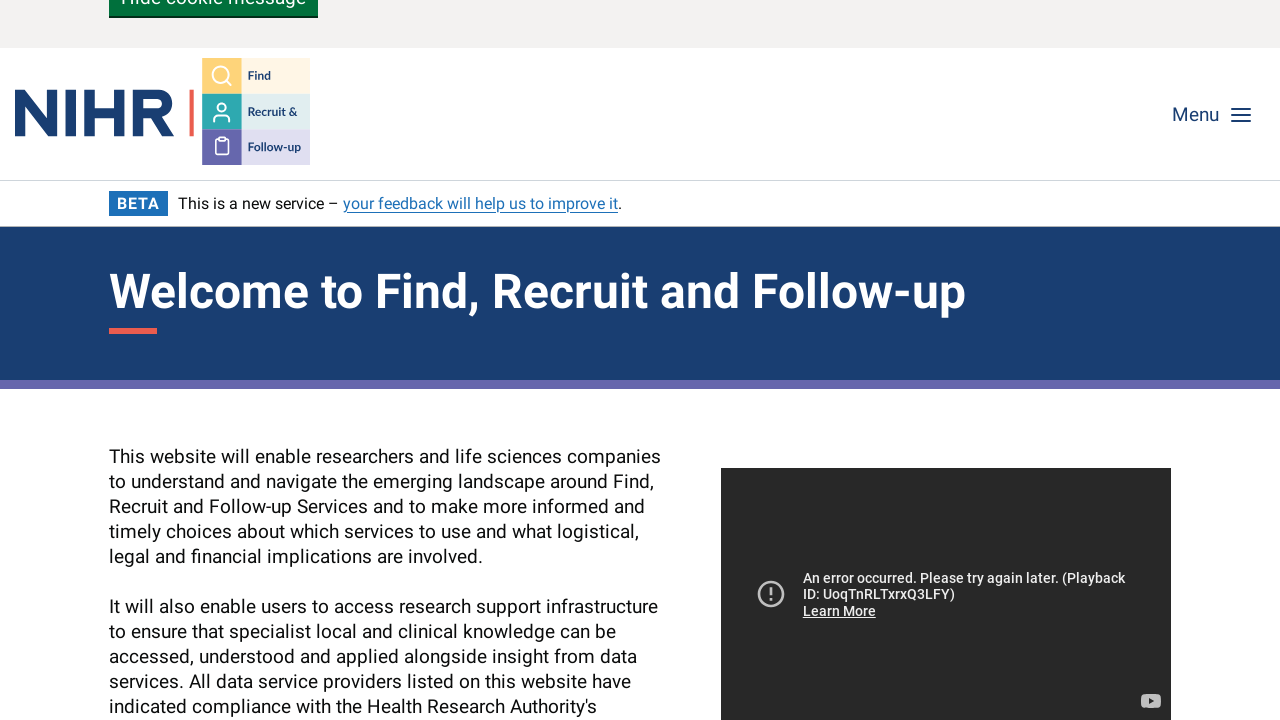 Hide cookie message
NIHR
Find
Recruit &
Follow-up
Menu
BETA This is a new service – your feedback will help us to improve it.
Welcome to Find, Recruit and Follow-up
This website will enable researchers and life sciences companies
to understand and navigate the emerging landscape around Find,
Recruit and Follow-up Services and to make more informed and
timely choices about which services to use and what logistical,
legal and financial implications are involved.
It will also enable users to access research support infrastructure
to ensure that specialist local and clinical knowledge can be
accessed, understood and applied alongside insight from data
services. All data service providers listed on this website have
indicated compliance with the Health Research Authority's
An error occurred. Please try again later. (Playback
ID: UoqTnRLTxrxQ3LFY)
Learn More